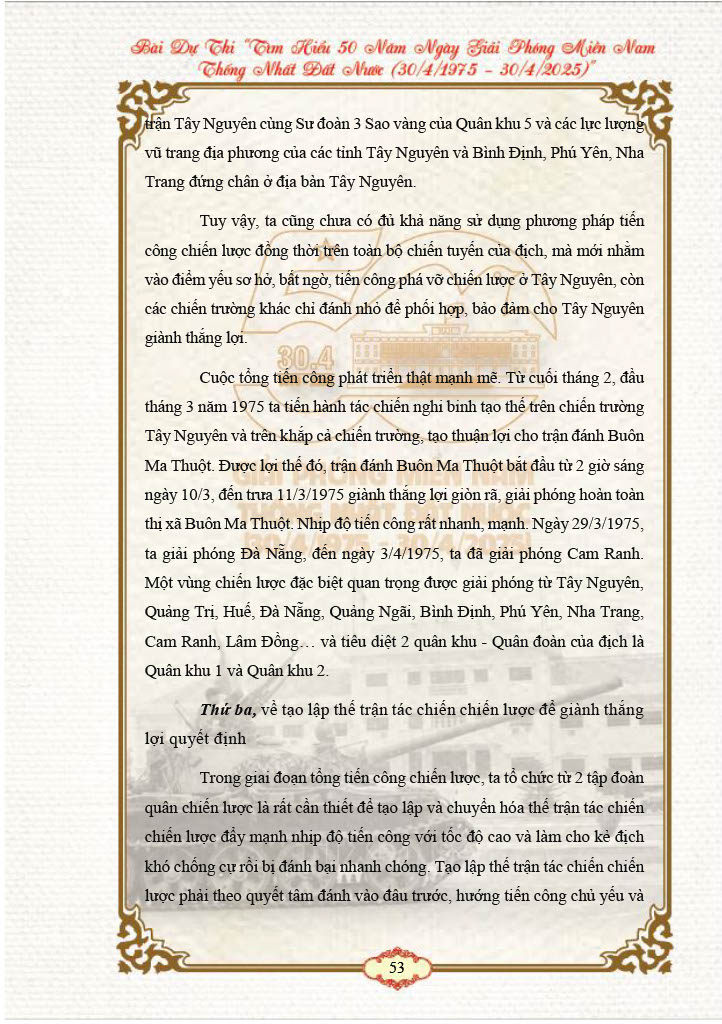 Bài Dự Thi “Tìm Hiểu 50 Năm Ngày Giải Phóng Miền Nam
Thống Nhất Đất Nước (30/4/1975 – 30/4/2025)”
trận Tây Nguyên cùng Sư đoàn 3 Sao vàng của Quân khu 5 và các lực lượng
vũ trang địa phương của các tỉnh Tây Nguyên và Bình Định, Phú Yên, Nha
Trang đứng chân ở địa bàn Tây Nguyên.
Tuy vậy, ta cũng chưa có đủ khả năng sử dụng phương pháp tiến
công chiến lược đồng thời trên toàn bộ chiến tuyến của địch, mà mới nhằm
vào điểm yếu sơ hở, bất ngờ, tiến công phá vỡ chiến lược ở Tây Nguyên, còn
các chiến trường khác chỉ đánh nhỏ để phối hợp, bảo đảm cho Tây Nguyên
giành thắng lợi.
30.4
Cuộc tổng tiến công phát triển thật mạnh mẽ. Từ cuối tháng 2, đầu
tháng 3 năm 1975 ta tiến hành tác chiến nghi binh tạo thế trên chiến trường
Tây Nguyên và trên khắp cả chiến trường, tạo thuận lợi cho trận đánh Buôn
Ma Thuột. Được lợi thế đó, trận đánh Buôn Ma Thuột bắt đầu từ 2 giờ sáng
GIẢI PHÓNG MIỀN NAM
ngày 10/3, đến trưa 11/3/1975 giành thắng lợi giòn rã, giải phóng hoàn toàn
THỐNG NHẤT ĐẤT NƯỚC
thị xã Buôn Ma Thuột. Nhịp độ tiến công rất nhanh, mạnh. Ngày 29/3/1975,
(30/4/1975 - 30/4/2025)
ta giải phóng Đà Nẵng, đến ngày 3/4/1975, ta đã giải phóng Cam Ranh.
Một vùng chiến lược đặc biệt quan trọng được giải phóng từ Tây Nguyên,
Quảng Trị, Huế, Đà Nẵng, Quảng Ngãi, Bình Định, Phú Yên, Nha Trang,
Cam Ranh, Lâm Đồng… và tiêu diệt 2 quân khu - Quân đoàn của địch là
Quân khu 1 và Quân khu 2.
Thứ ba, về tạo lập thế trận tác chiến chiến lược để giành thắng
lợi quyết định
Trong giai đoạn tổng tiến công chiến lược, ta tổ chức từ 2 tập đoàn
quân chiến lược là rất cần thiết để tạo lập và chuyển hóa thế trận tác chiến
chiến lược đẩy mạnh nhịp độ tiến công với tốc độ cao và làm cho kẻ địch
khó chống cự rồi bị đánh bại nhanh chóng. Tạo lập thế trận tác chiến chiến
lược phải theo quyết tâm đánh vào đâu trước, hướng tiến công chủ yếu và
53